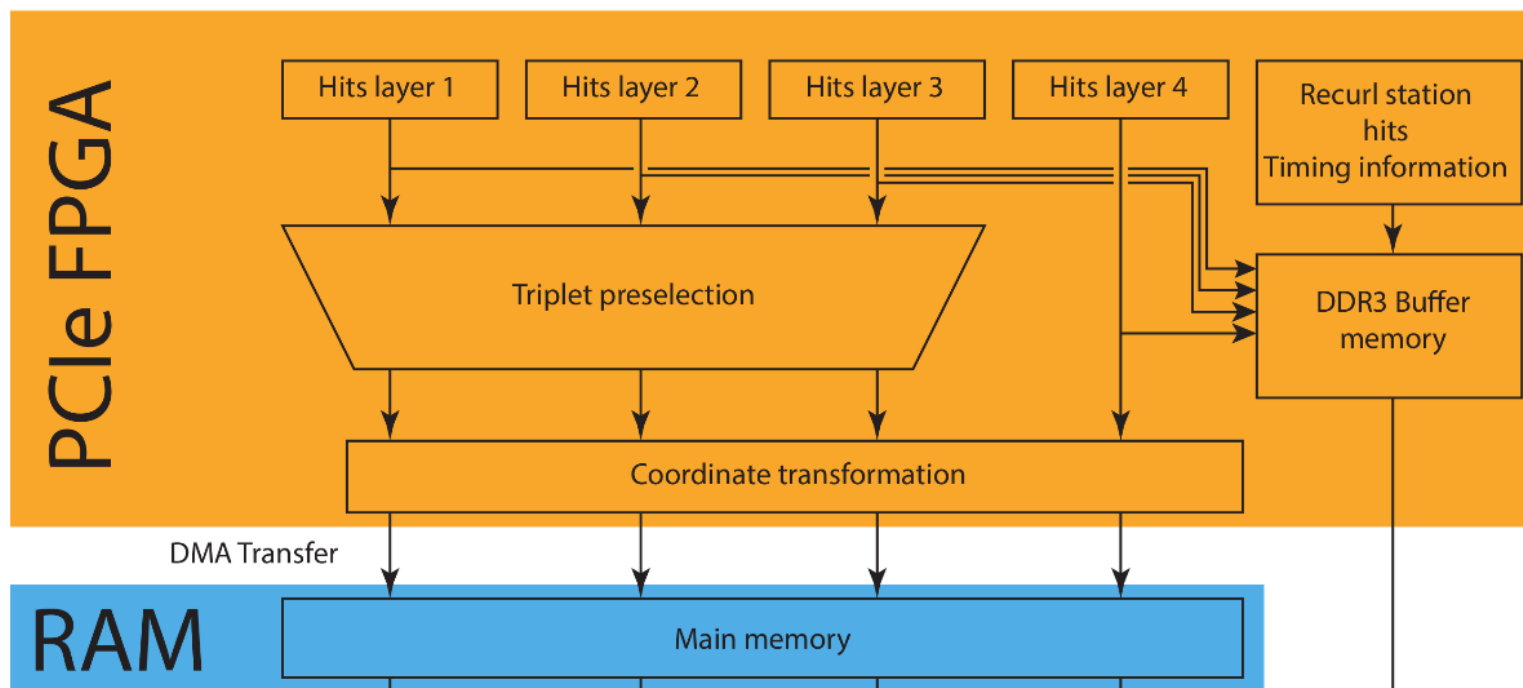 PCIe FPGA
Hits layer 1
Hits layer 2
Hits layer 3
Hits layer 4
Recurl station
hits
Timing information
Triplet preselection
DDR3 Buffer
memory
Coordinate transformation
DMA Transfer
RAM
Main memory